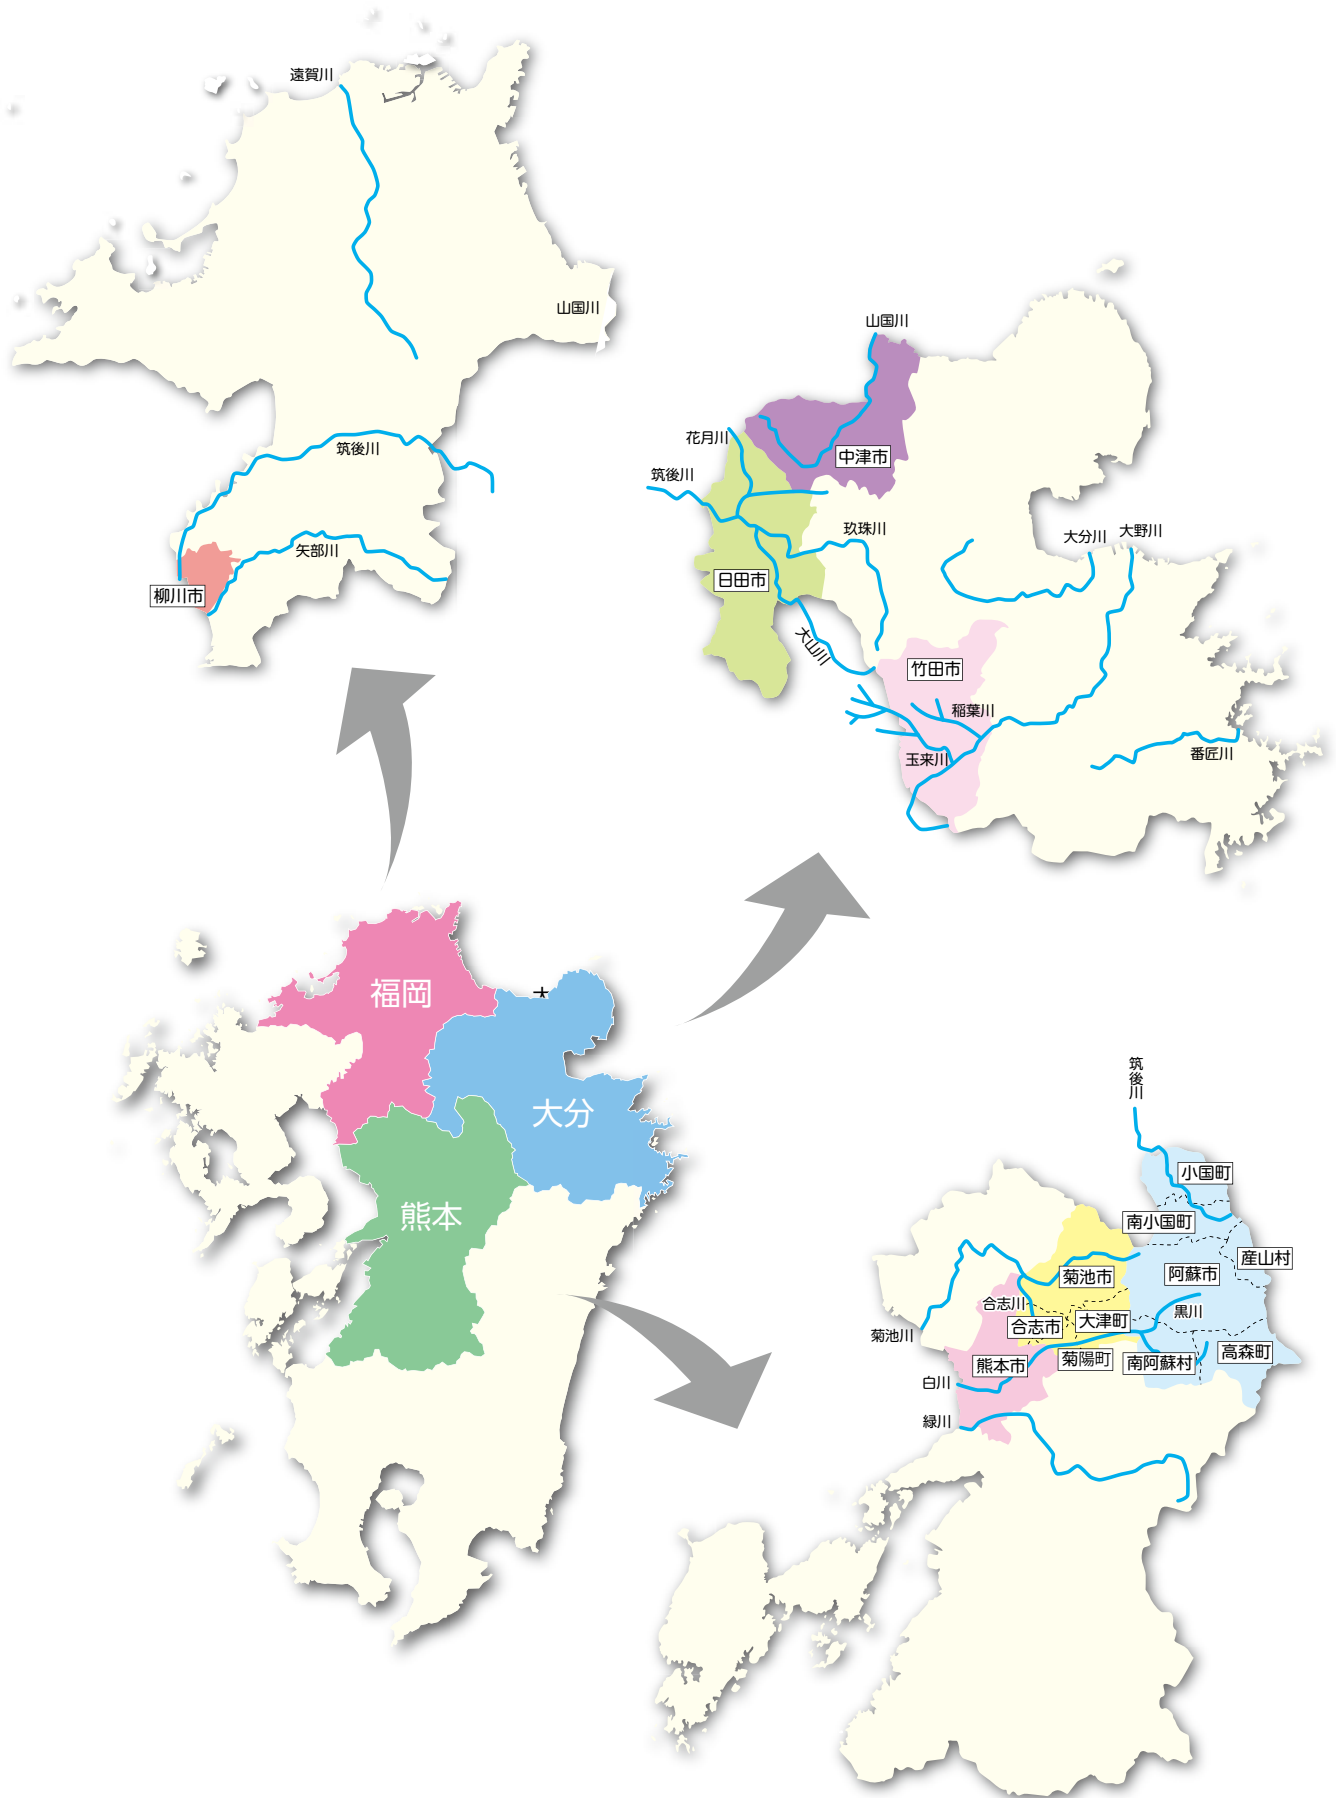 遠賀川
山国川
筑後川
矢部川
柳川市
山国川
花月川
中津市
筑後川
玖珠川
大分川
大野川
日田市
大山川
竹田市
稲葉川
玉来川
番匠川
福岡
大
大分
熊本
筑後川
小国町
南小国町
産山村
阿蘇市
菊池市
合志川
黒川
大津町
合志市
菊池川
高森町
菊陽町
南阿蘇村
熊本市
白川
緑川